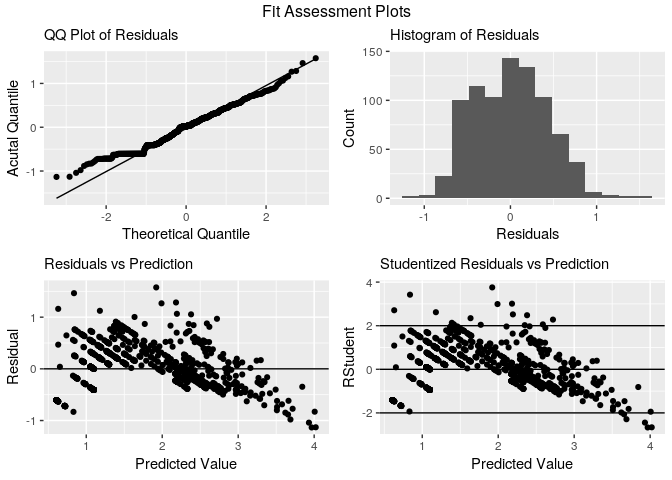 Fit Assessment Plots
QQ Plot of Residuals
Acutal Quantile
1
0
-1
-2
0
2
Theoretical Quantile
Histogram of Residuals
Count
150
100
50
0
-1
0
1
Residuals
Residuals vs Prediction
Residual
1
0
-1
1
2
3
4
Predicted Value
Studentized Residuals vs Prediction
RStudent
4
2
0
-2
1
2
3
4
Predicted Value